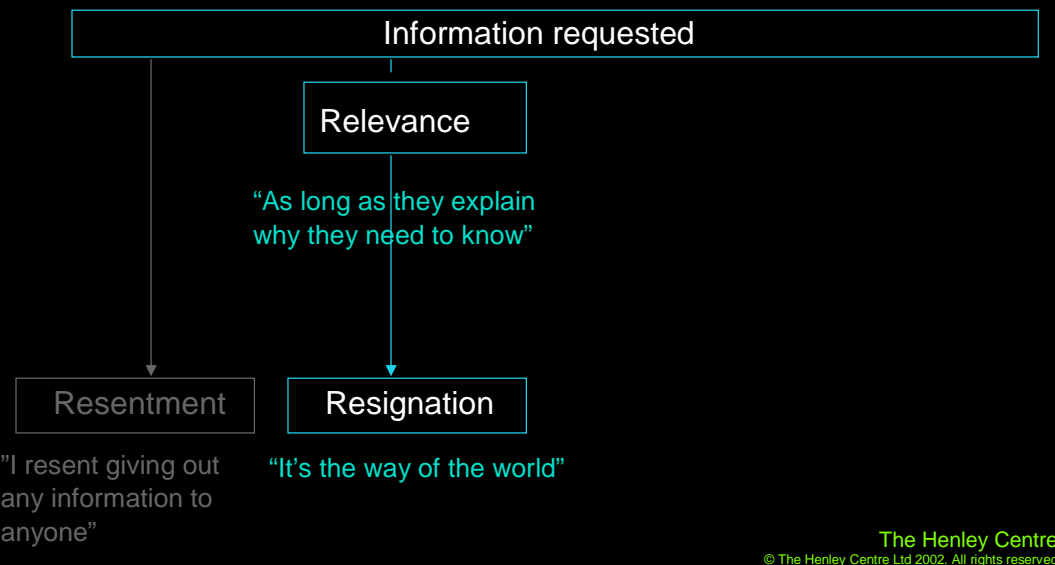 Information requested
Relevance
“As long as they explain
why they need to know”
Resentment
Resignation
”I resent giving out
any information to
anyone”
“It’s the way of the world”
The Henley Centre
© The Henley Centre Ltd 2002. All rights reserved